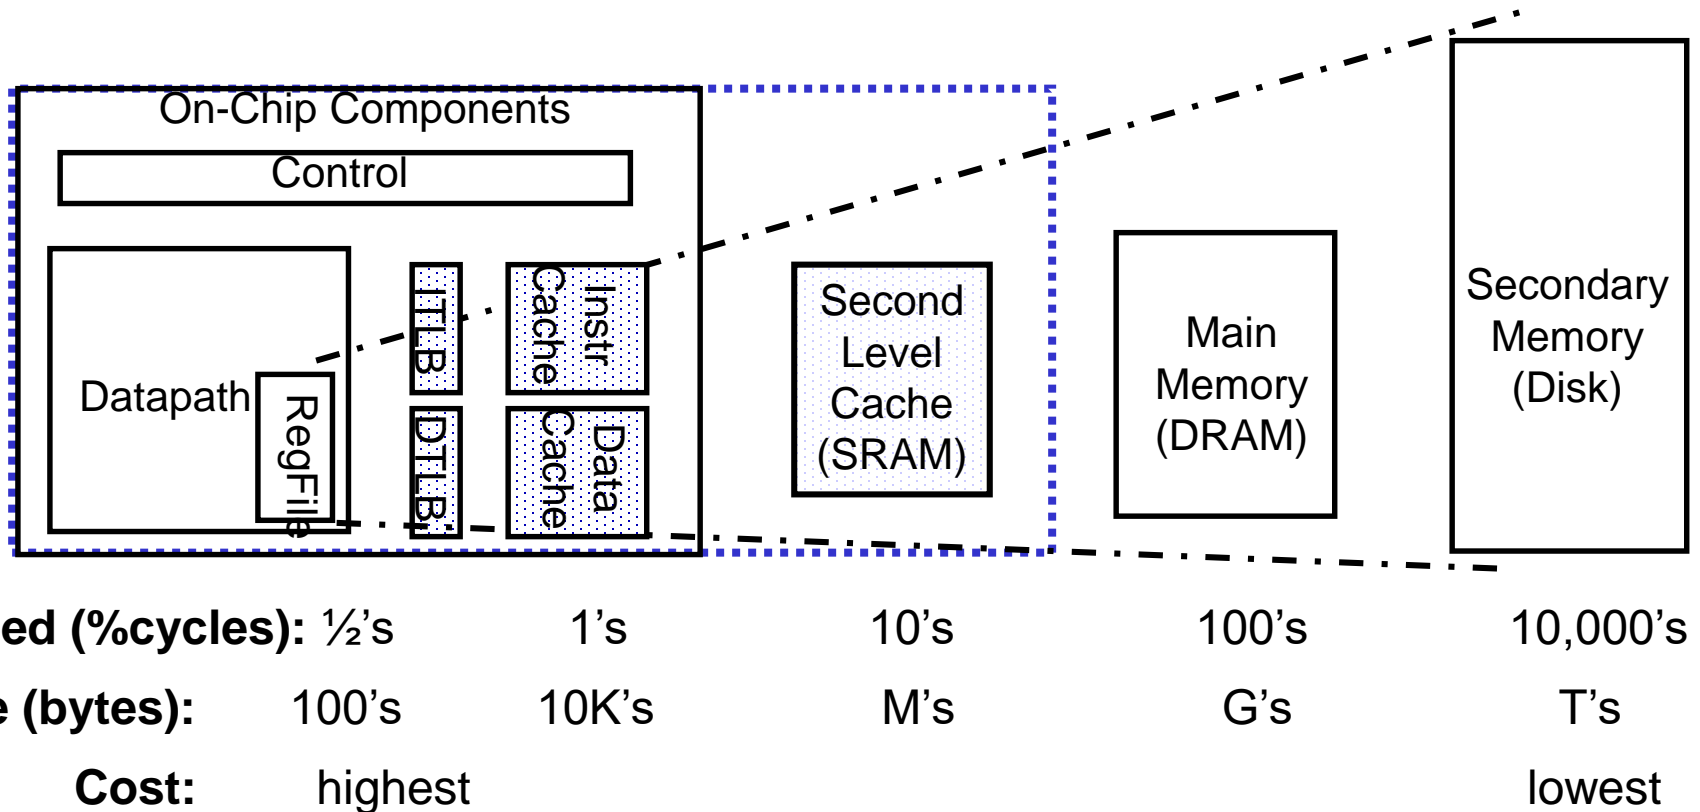 On-Chip Components
Control
Datapath
RegFile
ITLB
DTLB
Instr
Cache
Data
Cache
Second
Level
Cache
(SRAM)
Main
Memory
(DRAM)
Secondary
Memory
(Disk)
ed (%cycles): ½’s 1’s 10’s 100’s 10,000’s
e (bytes): 100’s 10K’s M’s G’s T’s
Cost: highest lowest